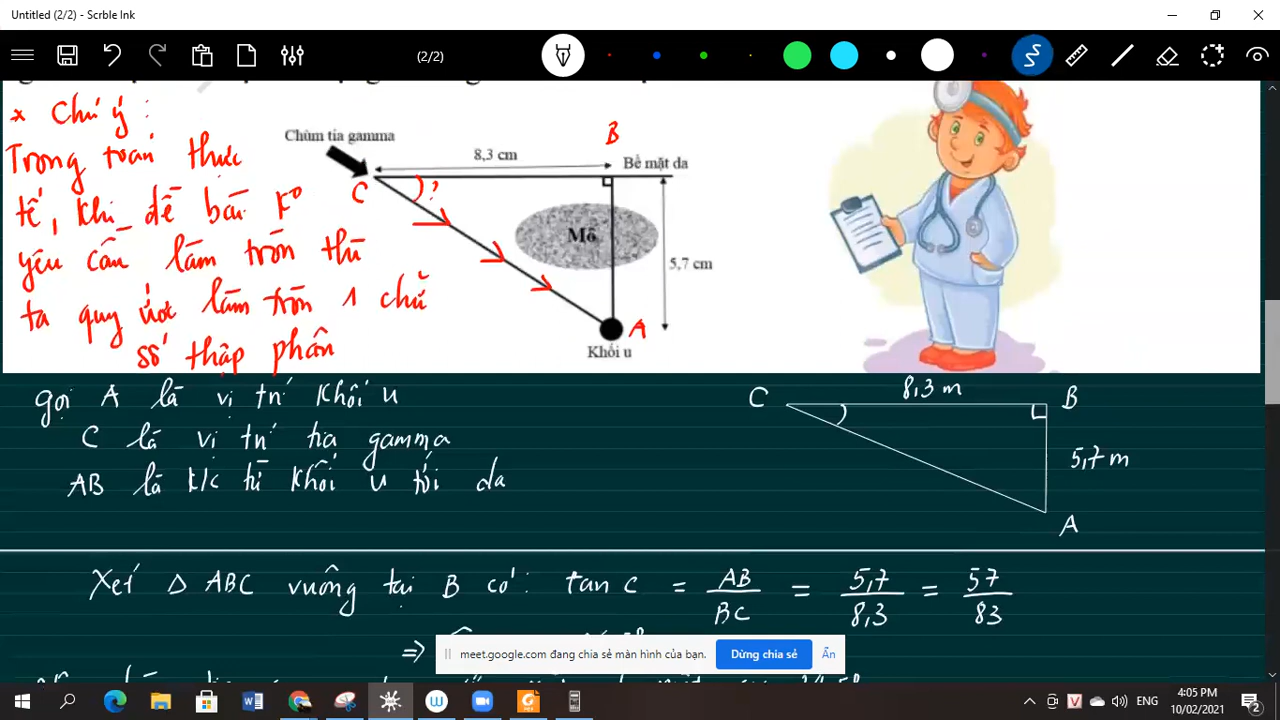 Untitled (2/2) - Scrble Ink
(2/2)
* Chú ý :
Trong toán thực
tế, khi đề bài ko
yêu cầu làm tròn thì
ta quy ước làm tròn 1 chữ
số thập phân
Chùm tia gamma
8,3 cm
B
Bề mặt da
C
?
Mô
5,7 cm
A
Khối u
gọi A là vị trí khối u
C là vị trí tia gamma
AB là k/c từ khối u tới da
C
8,3 m
B
5,7 m
A
Xét Δ ABC vuông tại B có : tan C = AB/BC = 5,7/8,3 = 57/83
⇒
meet.google.com đang chia sẻ màn hình của bạn.
Dừng chia sẻ
Ẩn
ENG
4:05 PM
10/02/2021
2